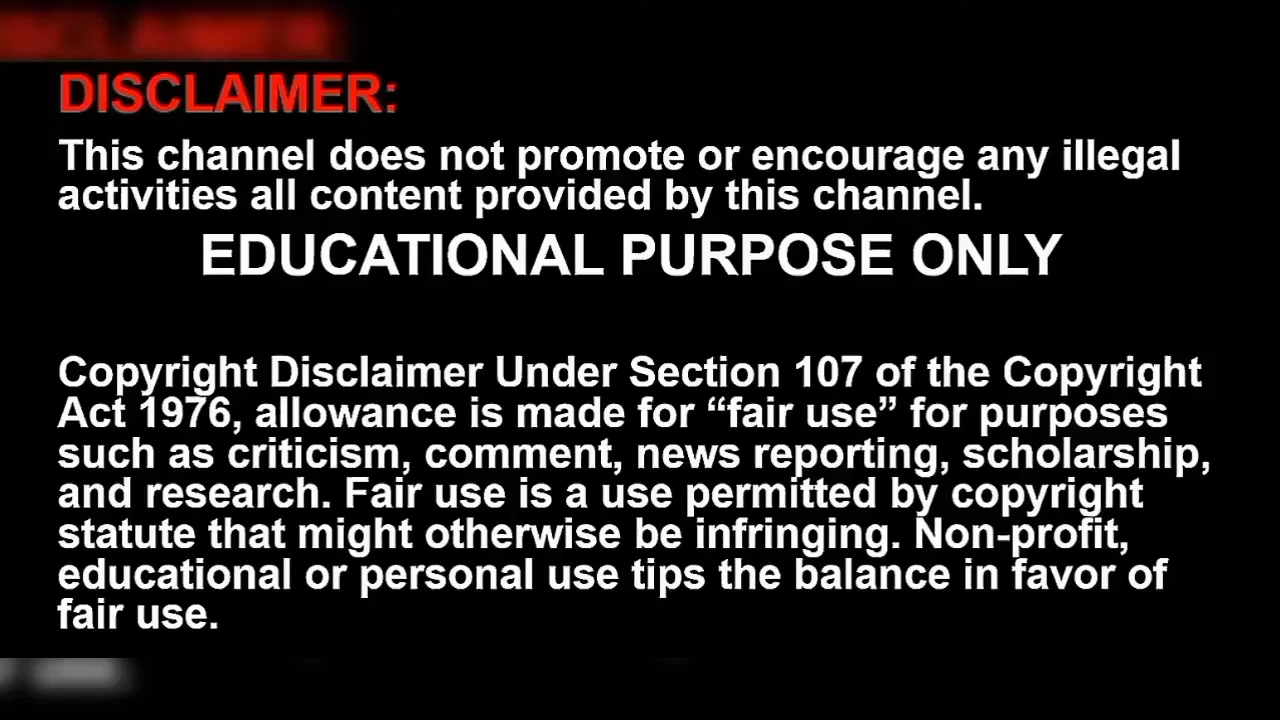 DISCLAIMER:
This channel does not promote or encourage any illegal
activities all content provided by this channel.
EDUCATIONAL PURPOSE ONLY
Copyright Disclaimer Under Section 107 of the Copyright
Act 1976, allowance is made for “fair use” for purposes
such as criticism, comment, news reporting, scholarship,
and research. Fair use is a use permitted by copyright
statute that might otherwise be infringing. Non-profit,
educational or personal use tips the balance in favor of
fair use.